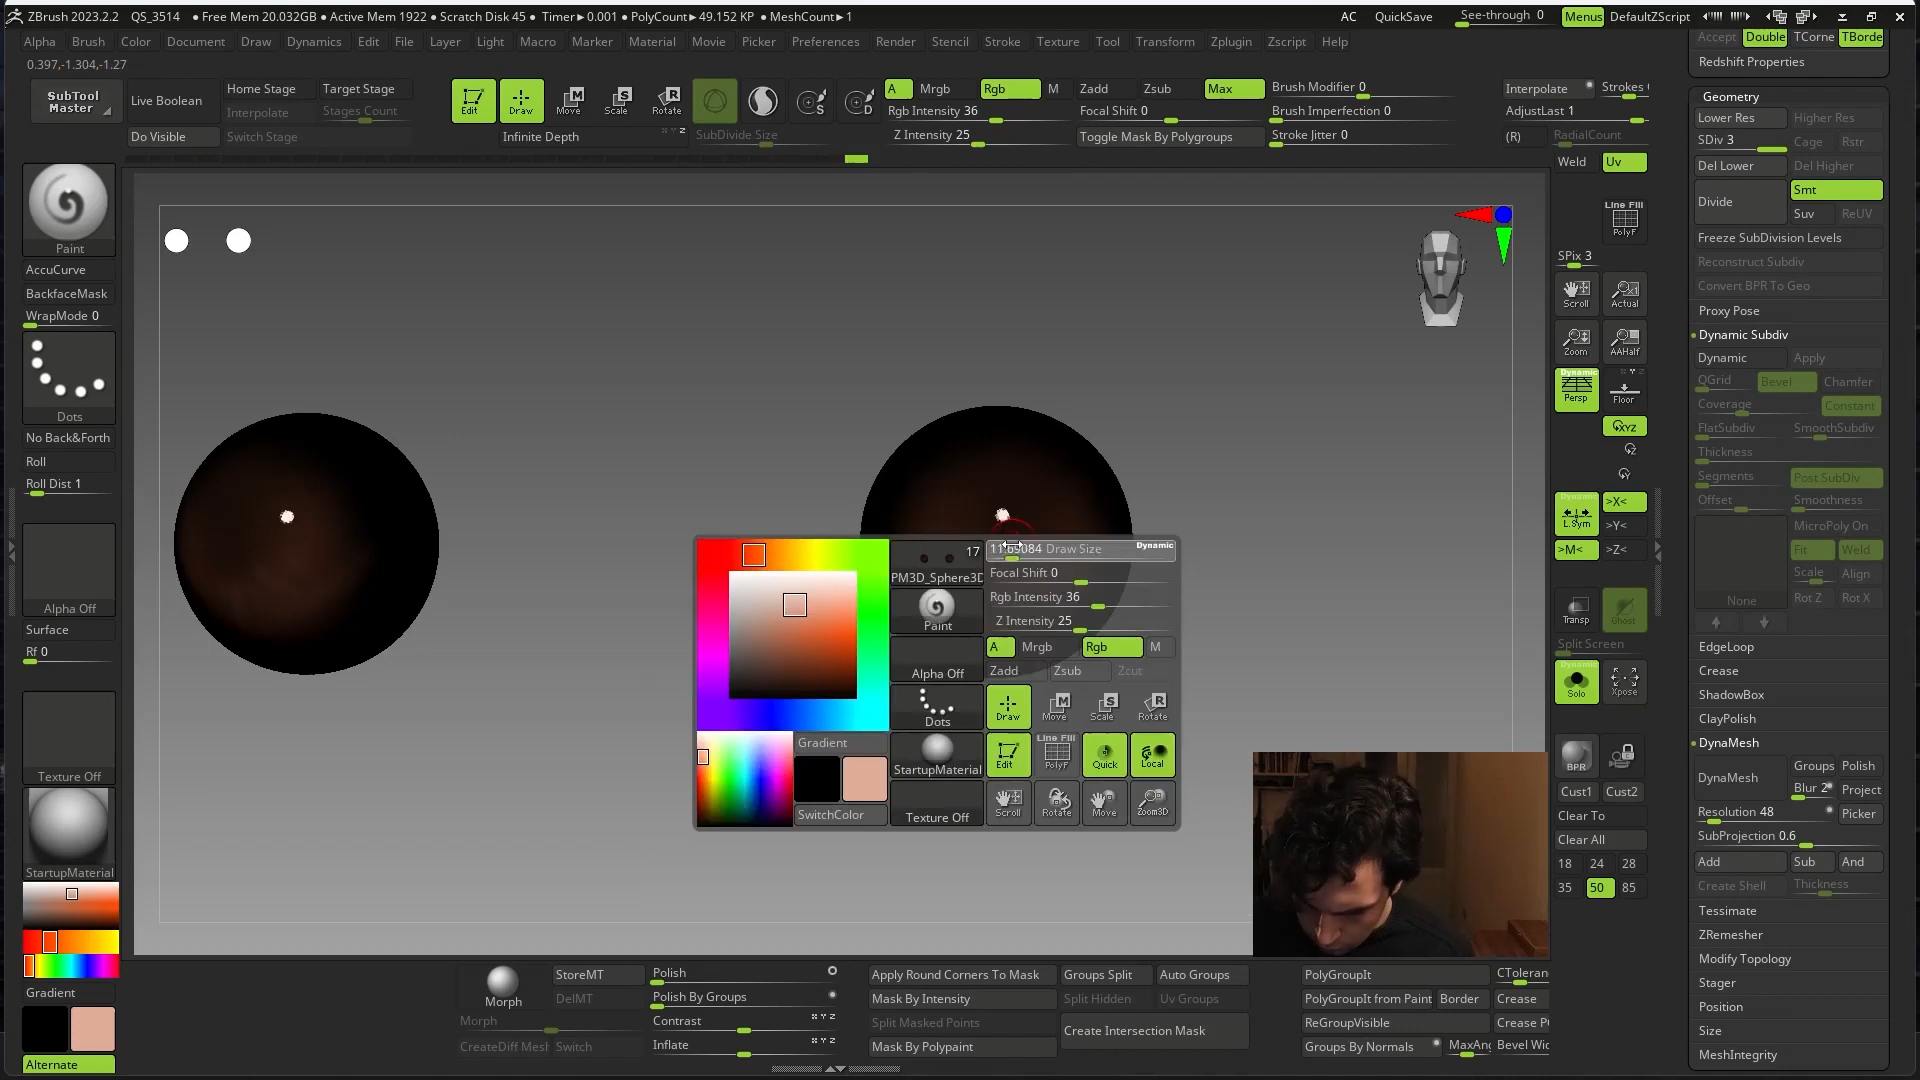 ZBrush 2023.2.2 QS_3514 ● Free Mem 20.032GB ● Active Mem 1922 ● Scratch Disk 45 ● Timer▸0.001 ● PolyCount▸49.152 KP ● MeshCount▸1 AC QuickSave See-through 0 Menus DefaultZScript
Alpha Brush Color Document Draw Dynamics Edit File Layer Light Macro Marker Material Movie Picker Preferences Render Stencil Stroke Texture Tool Transform Zplugin Zscript Help
0.397,-1.304,-1.27
SubTool Master
Live Boolean
Home Stage
Target Stage
Interpolate
Stages Count
Do Visible
Switch Stage
Edit
Draw
Move
Scale
Rotate
Infinite Depth
SubDivide Size
A Mrgb Rgb M Zadd Zsub Max
Rgb Intensity 36
Focal Shift 0
Z Intensity 25
Toggle Mask By Polygroups
Brush Modifier 0
Brush Imperfection 0
Stroke Jitter 0
Interpolate
Strokes
AdjustLast 1
(R)
RadialCount
Weld
Uv
Paint
AccuCurve
BackfaceMask
WrapMode 0
Dots
No Back&Forth
Roll
Roll Dist 1
Alpha Off
Surface
Rf 0
Texture Off
StartupMaterial
Gradient
Alternate
17
PM3D_Sphere3D
Paint
Alpha Off
Dots
StartupMaterial
Texture Off
Gradient
SwitchColor
Draw Size
Dynamic
Focal Shift 0
Rgb Intensity 36
Z Intensity 25
A Mrgb Rgb M
Zadd Zsub Zcut
Draw Move Scale Rotate
Line Fill
Edit PolyF Quick Local
Scroll Rotate Move Zoom3D
Line Fill
PolyF
SPix 3
Scroll
Actual
Zoom
AAHalf
Dynamic
Persp
Floor
XYZ
Dynamic
L.Sym
>X<
>Y<
>M<
>Z<
Transp
Ghost
Split Screen
Dynamic
Solo
Xpose
BPR
Cust1 Cust2
Clear To
Clear All
18 24 28
35 50 85
Accept Double TCorne TBorde
Redshift Properties
Geometry
Lower Res
Higher Res
SDiv 3
Cage
Rstr
Del Lower
Del Higher
Divide
Smt
Suv
ReUV
Freeze SubDivision Levels
Reconstruct Subdiv
Convert BPR To Geo
Proxy Pose
Dynamic Subdiv
Dynamic
Apply
QGrid
Bevel
Chamfer
Coverage
Constant
FlatSubdiv
SmoothSubdiv
Thickness
Segments
Post SubDiv
Offset
Smoothness
MicroPoly On
Fit
Weld
Scale
Align
None
Rot Z
Rot X
EdgeLoop
Crease
ShadowBox
ClayPolish
DynaMesh
DynaMesh
Groups
Polish
Blur 2
Project
Resolution 48
Picker
SubProjection 0.6
Add
Sub
And
Create Shell
Thickness
Tessimate
ZRemesher
Modify Topology
Stager
Position
Size
MeshIntegrity
Morph
StoreMT
DelMT
Morph
CreateDiff Mesh
Switch
Polish
Polish By Groups
Contrast
Inflate
Apply Round Corners To Mask
Mask By Intensity
Split Masked Points
Mask By Polypaint
Groups Split
Auto Groups
Split Hidden
Uv Groups
Create Intersection Mask
PolyGroupIt
PolyGroupIt from Paint
Border
ReGroupVisible
Groups By Normals
MaxAng
CToleran
Crease
Crease P
Bevel Wic